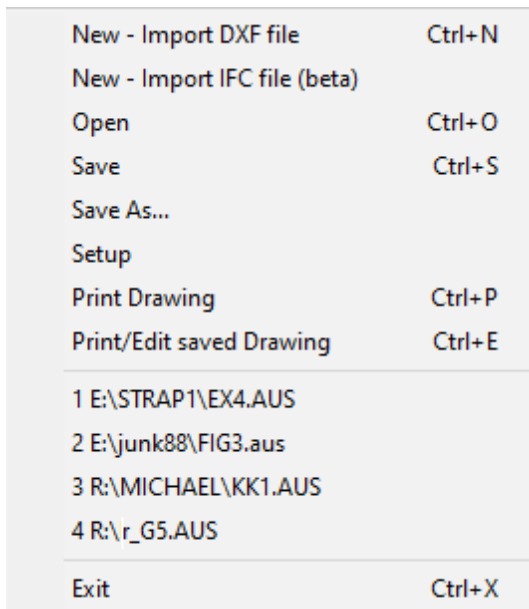 New - Import DXF file Ctrl+N
New - Import IFC file (beta)
Open Ctrl+O
Save Ctrl+S
Save As...
Setup
Print Drawing Ctrl+P
Print/Edit saved Drawing Ctrl+E
1 E:\STRAP1\EX4.AUS
2 E:\junk88\FIG3.aus
3 R:\MICHAEL\KK1.AUS
4 R:\r_G5.AUS
Exit Ctrl+X